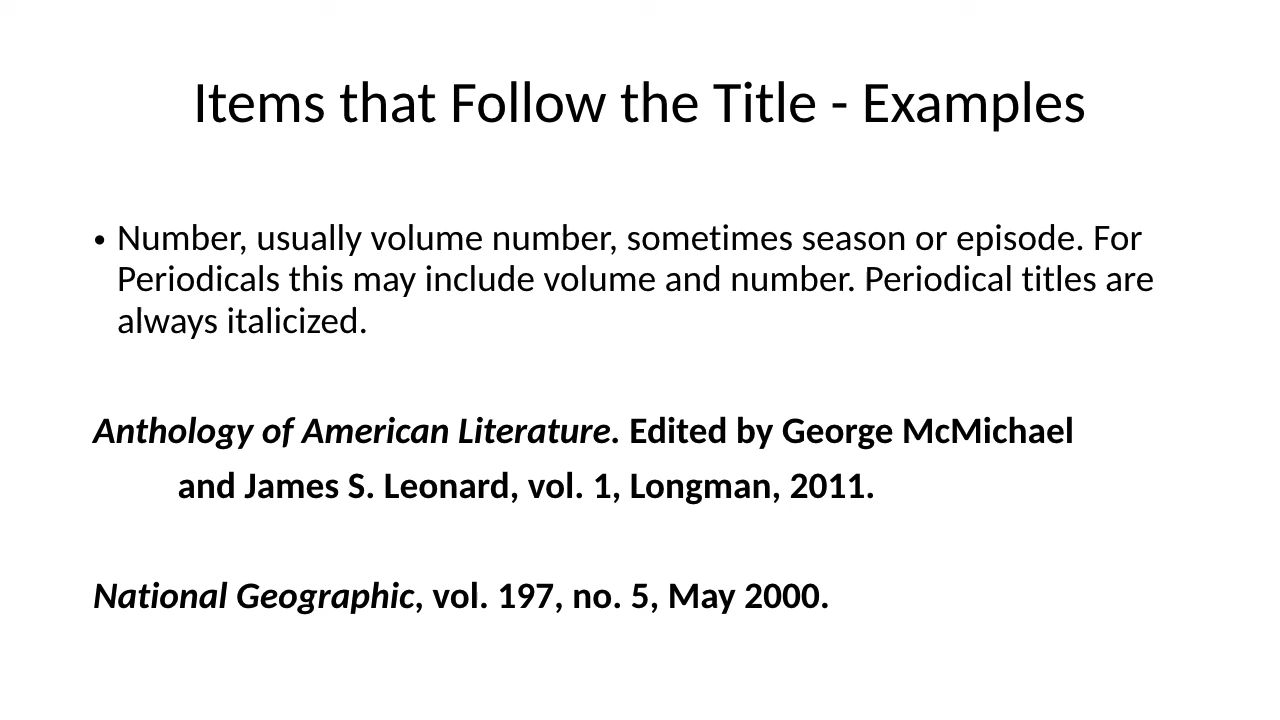 Items that Follow the Title - Examples
• Number, usually volume number, sometimes season or episode. For
Periodicals this may include volume and number. Periodical titles are
always italicized.
Anthology of American Literature. Edited by George McMichael
and James S. Leonard, vol. 1, Longman, 2011.
National Geographic, vol. 197, no. 5, May 2000.